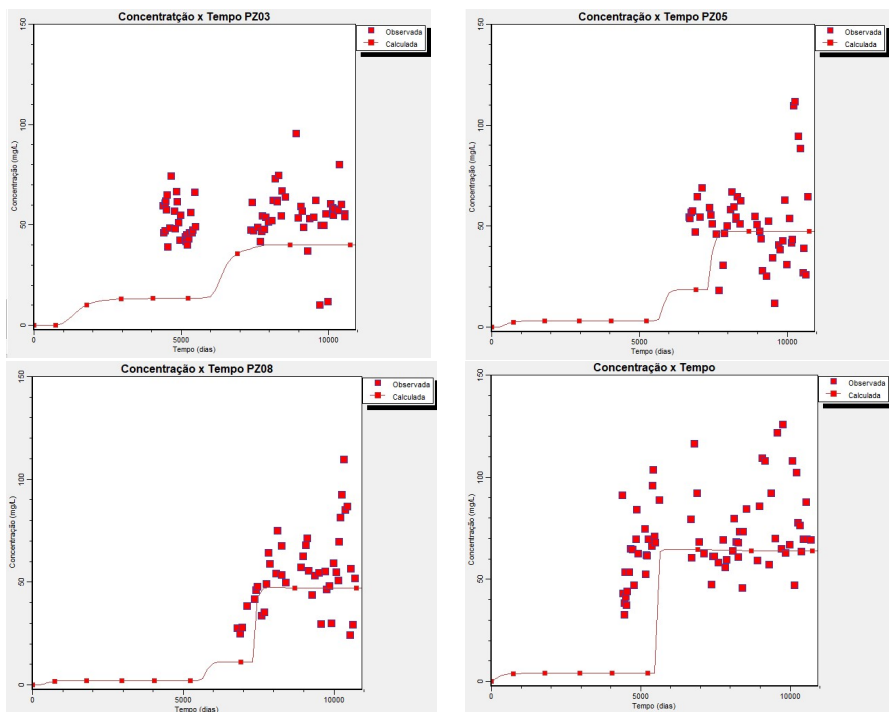 Concentração x Tempo PZ03
Observada
Calculada
Concentração (mg/L)
150
100
50
0
0
5000
10000
Tempo (dias)
Concentração x Tempo PZ05
Observada
Calculada
Concentração (mg/L)
150
100
50
0
0
5000
10000
Tempo (dias)
Concentração x Tempo PZ08
Observada
Calculada
Concentração (mg/L)
150
100
50
0
0
5000
10000
Tempo (dias)
Concentração x Tempo
Observada
Calculada
Concentração (mg/L)
150
100
50
0
0
5000
10000
Tempo (dias)